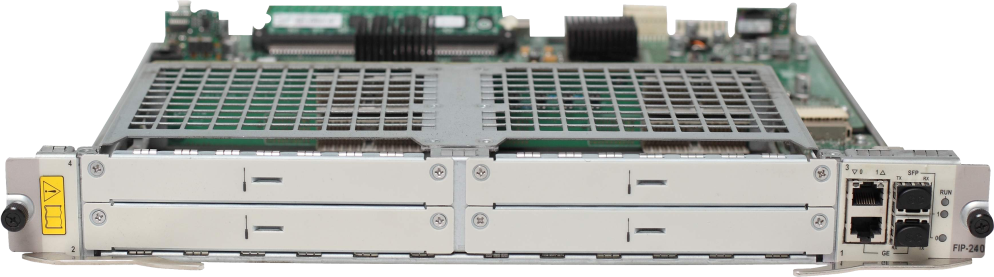 4
3
▽ 0 1 △
SFP
TX RX
RUN
1
0
FIP-240
2
1
GE